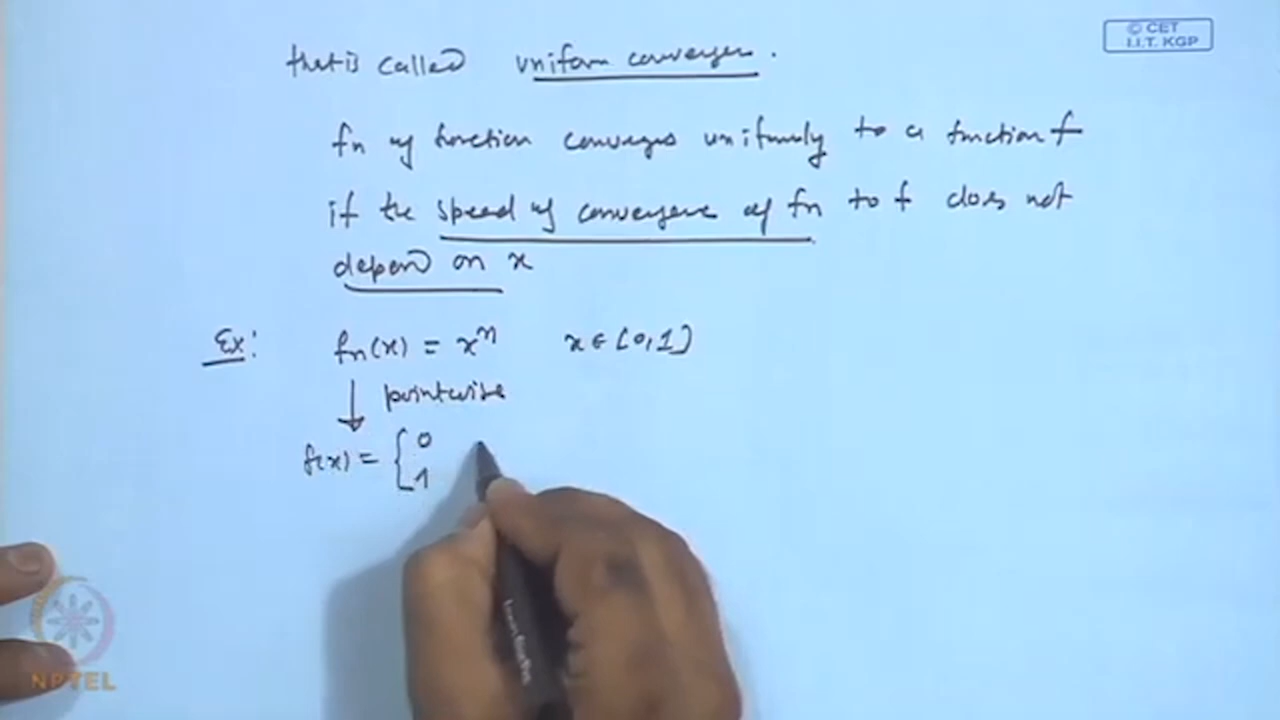 © CET
I.I.T. KGP
that is called uniform convergen.
fn of function converges uniformly to a function f
if the speed of convergence of fn to f does not
depend on x
Ex: fn(x) = x^n x ∈ [0,1]
↓ pointwise
f(x) = { 0
1
NPTEL